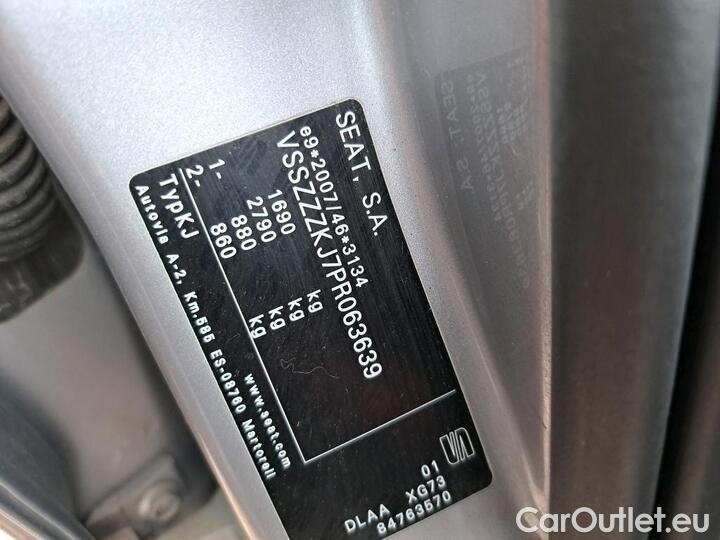 SEAT, S.A.
e9*2007/46*3134
VSSZZZKJ7PR063639
1690 kg
2790 kg
1- 880 kg
2- 860 kg
TypKJ
www.seat.com
Autovia A-2, Km.585 ES-08760 Martorell
01
XG73
DLAA 84763570
CarOutlet.eu